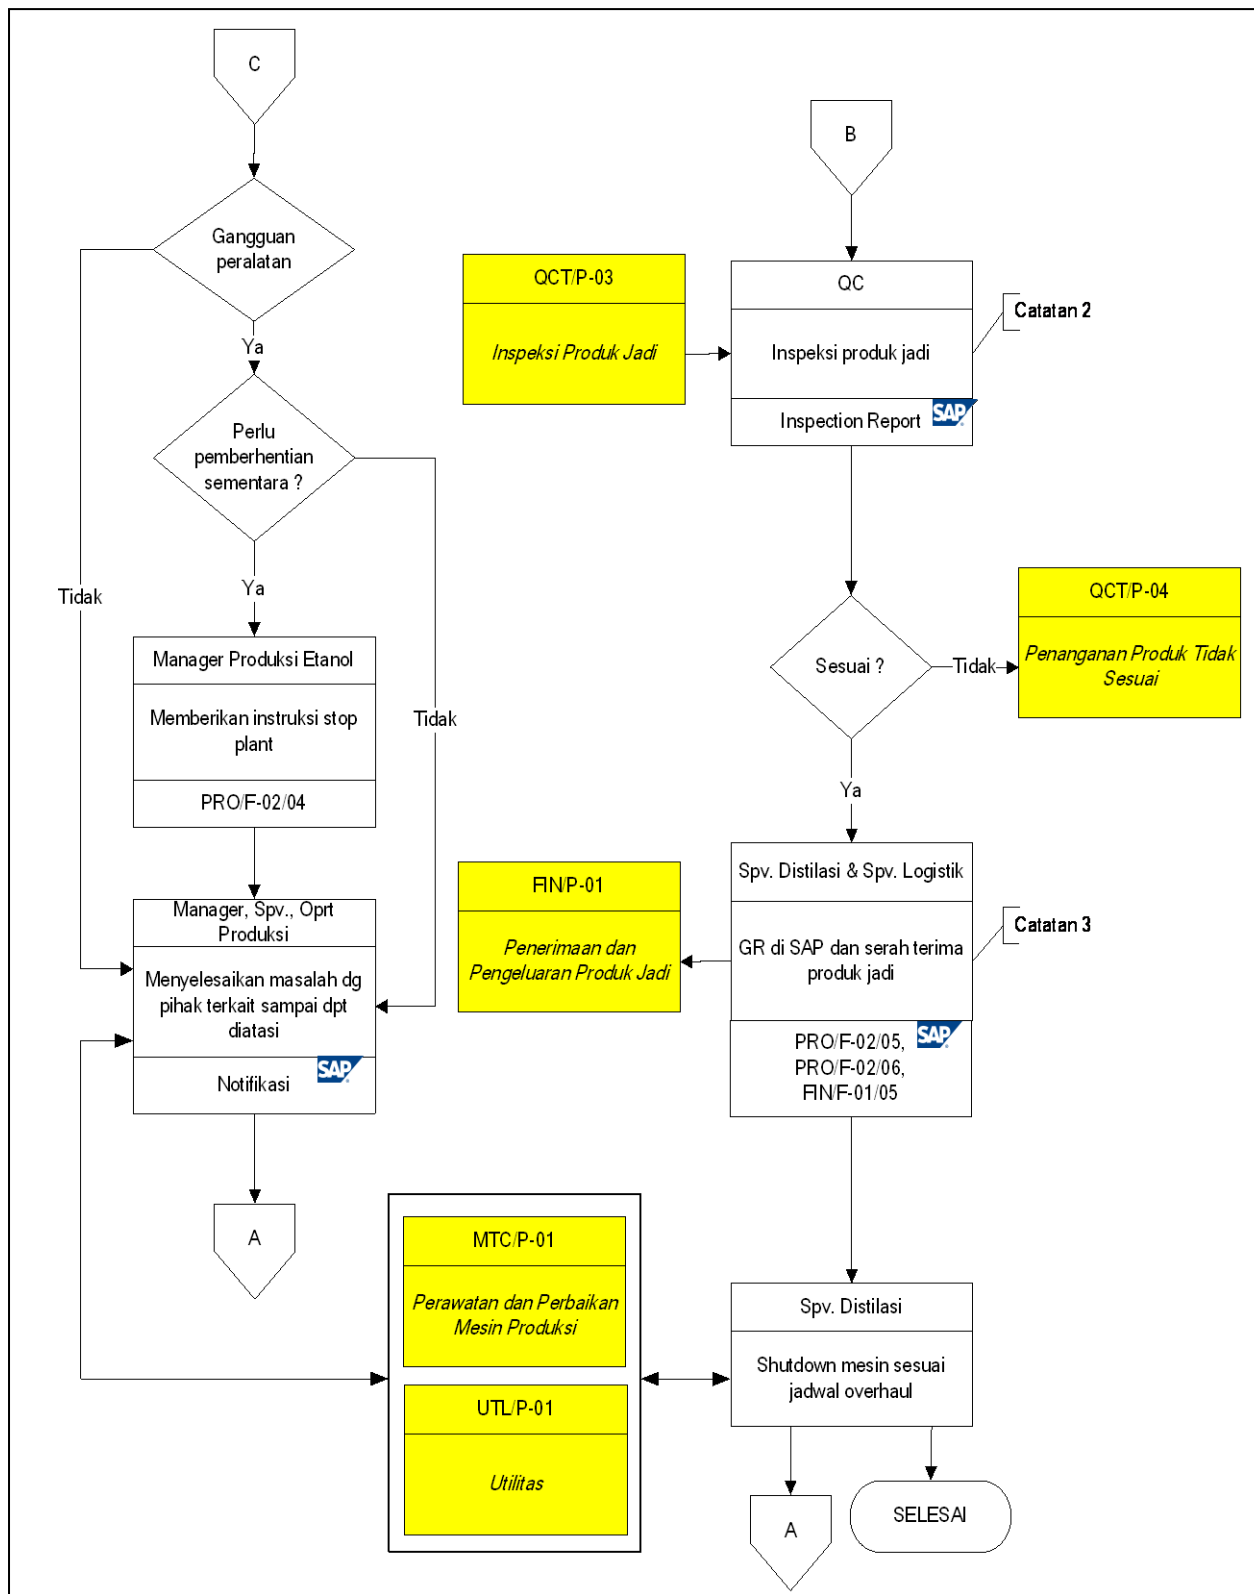 C
Gangguan
peralatan
Ya
Perlu
pemberhentian
sementara ?
Ya
Tidak
Tidak
Manager Produksi Etanol
Memberikan instruksi stop
plant
PRO/F-02/04
Manager, Spv., Oprt
Produksi
Menyelesaikan masalah dg
pihak terkait sampai dpt
diatasi
Notifikasi
SAP
A
B
QCT/P-03
Inspeksi Produk Jadi
QC
Inspeksi produk jadi
Inspection Report
SAP
Catatan 2
Sesuai ?
Tidak
QCT/P-04
Penanganan Produk Tidak
Sesuai
Ya
FIN/P-01
Penerimaan dan
Pengeluaran Produk Jadi
Spv. Distilasi & Spv. Logistik
GR di SAP dan serah terima
produk jadi
PRO/F-02/05,
PRO/F-02/06,
FIN/F-01/05
SAP
Catatan 3
MTC/P-01
Perawatan dan Perbaikan
Mesin Produksi
UTL/P-01
Utilitas
Spv. Distilasi
Shutdown mesin sesuai
jadwal overhaul
A
SELESAI